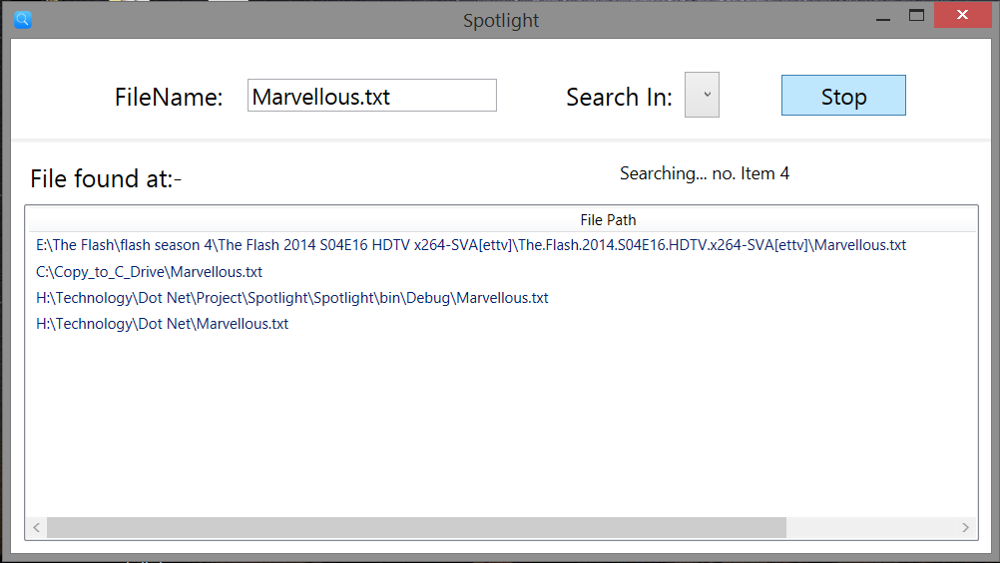 Spotlight
FileName: Marvellous.txt Search In: Stop
File found at:- Searching... no. Item 4
File Path
E:\The Flash\flash season 4\The Flash 2014 S04E16 HDTV x264-SVA[ettv]\The.Flash.2014.S04E16.HDTV.x264-SVA[ettv]\Marvellous.txt
C:\Copy_to_C_Drive\Marvellous.txt
H:\Technology\Dot Net\Project\Spotlight\Spotlight\bin\Debug\Marvellous.txt
H:\Technology\Dot Net\Marvellous.txt